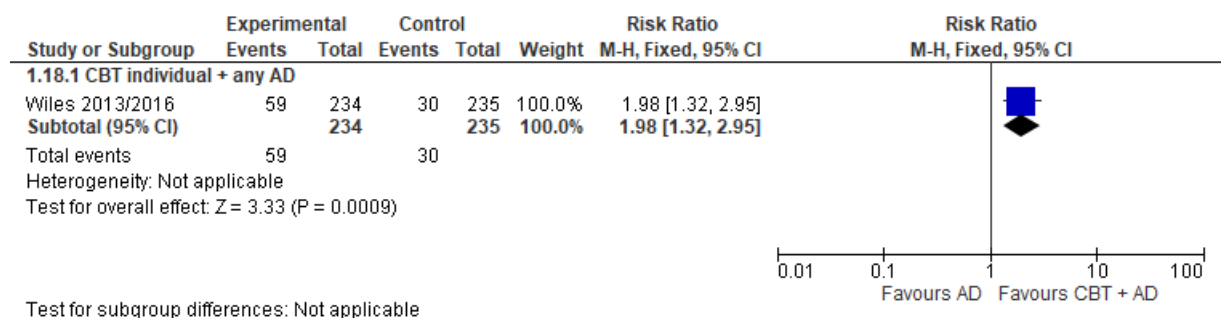 Experimental Control Risk Ratio Risk Ratio
Study or Subgroup Events Total Events Total Weight M-H, Fixed, 95% CI M-H, Fixed, 95% CI
1.18.1 CBT individual + any AD
Wiles 2013/2016 59 234 30 235 100.0% 1.98 [1.32, 2.95]
Subtotal (95% CI) 234 235 100.0% 1.98 [1.32, 2.95]
Total events 59 30
Heterogeneity: Not applicable
Test for overall effect: Z = 3.33 (P = 0.0009)
0.01 0.1 1 10 100
Favours AD Favours CBT + AD
Test for subgroup differences: Not applicable